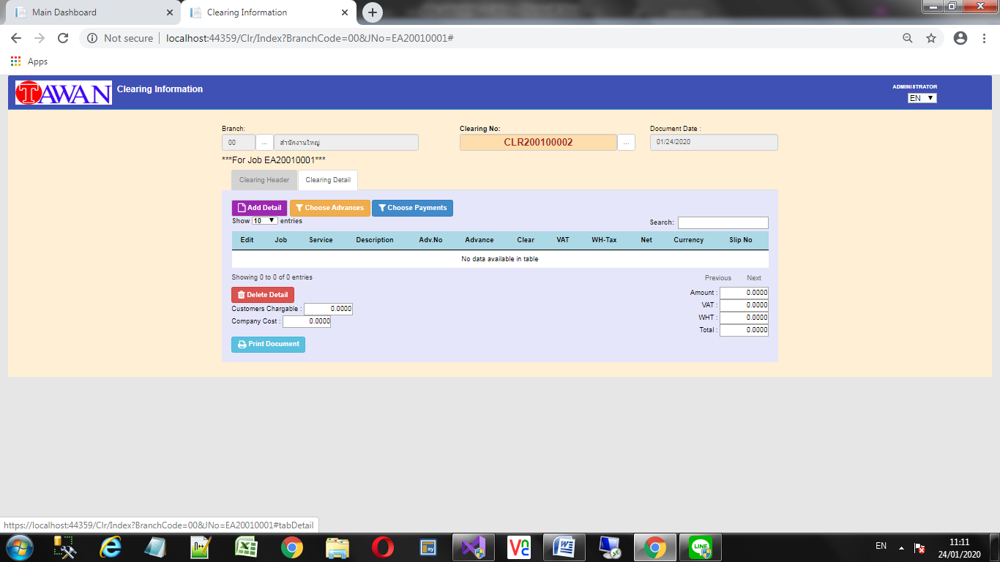 Main Dashboard
Clearing Information
Not secure
localhost:44359/Clr/Index?BranchCode=00&JNo=EA20010001#
Apps
TAWAN
Clearing Information
ADMINISTRATOR
EN
Branch:
Clearing No:
Document Date :
00
...
สำนักงานใหญ่
CLR200100002
...
01/24/2020
***For Job EA20010001***
Clearing Header
Clearing Detail
Add Detail
Choose Advances
Choose Payments
Show 10 entries
Search:
Edit Job Service Description Adv.No Advance Clear VAT WH-Tax Net Currency Slip No
No data available in table
Showing 0 to 0 of 0 entries
Previous Next
Delete Detail
Amount : 0.0000
Customers Chargable : 0.0000
VAT : 0.0000
Company Cost : 0.0000
WHT : 0.0000
Total : 0.0000
Print Document
https://localhost:44359/Clr/Index?BranchCode=00&JNo=EA20010001#tabDetail
EN
11:11
24/01/2020